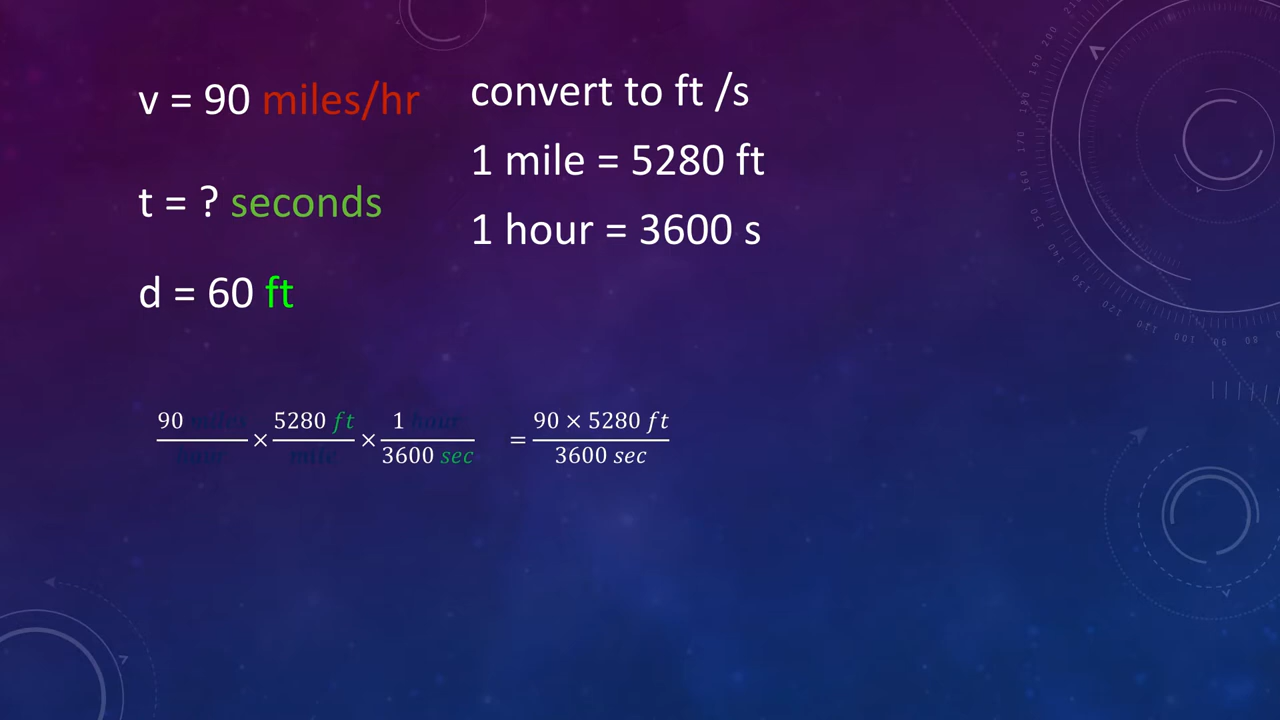 v = 90 miles/hr
t = ? seconds
d = 60 ft
convert to ft /s
1 mile = 5280 ft
1 hour = 3600 s
90 miles / hour × 5280 ft / mile × 1 hour / 3600 sec = 90 × 5280 ft / 3600 sec